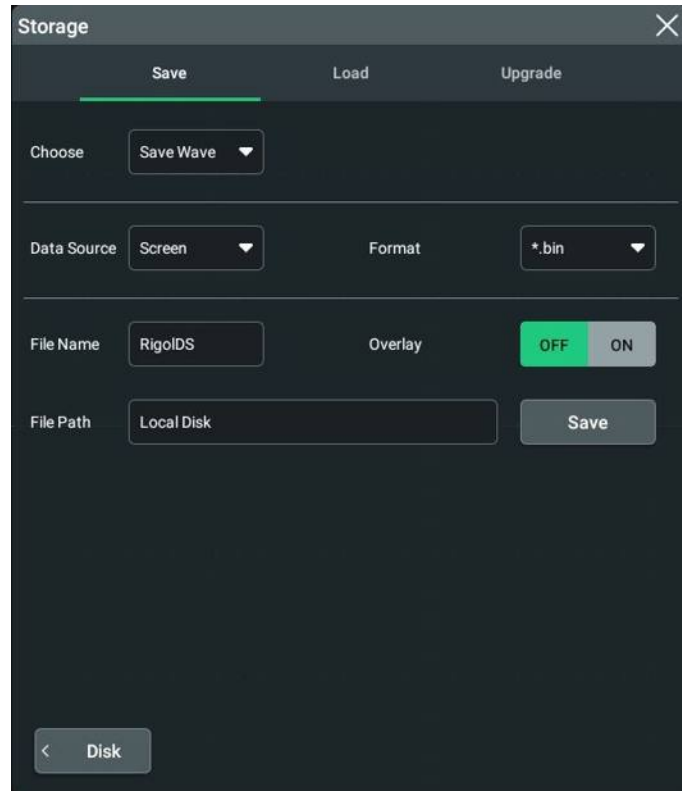 Storage
Save Load Upgrade
Choose Save Wave
Data Source Screen Format *.bin
File Name RigolDS Overlay OFF ON
File Path Local Disk Save
Disk